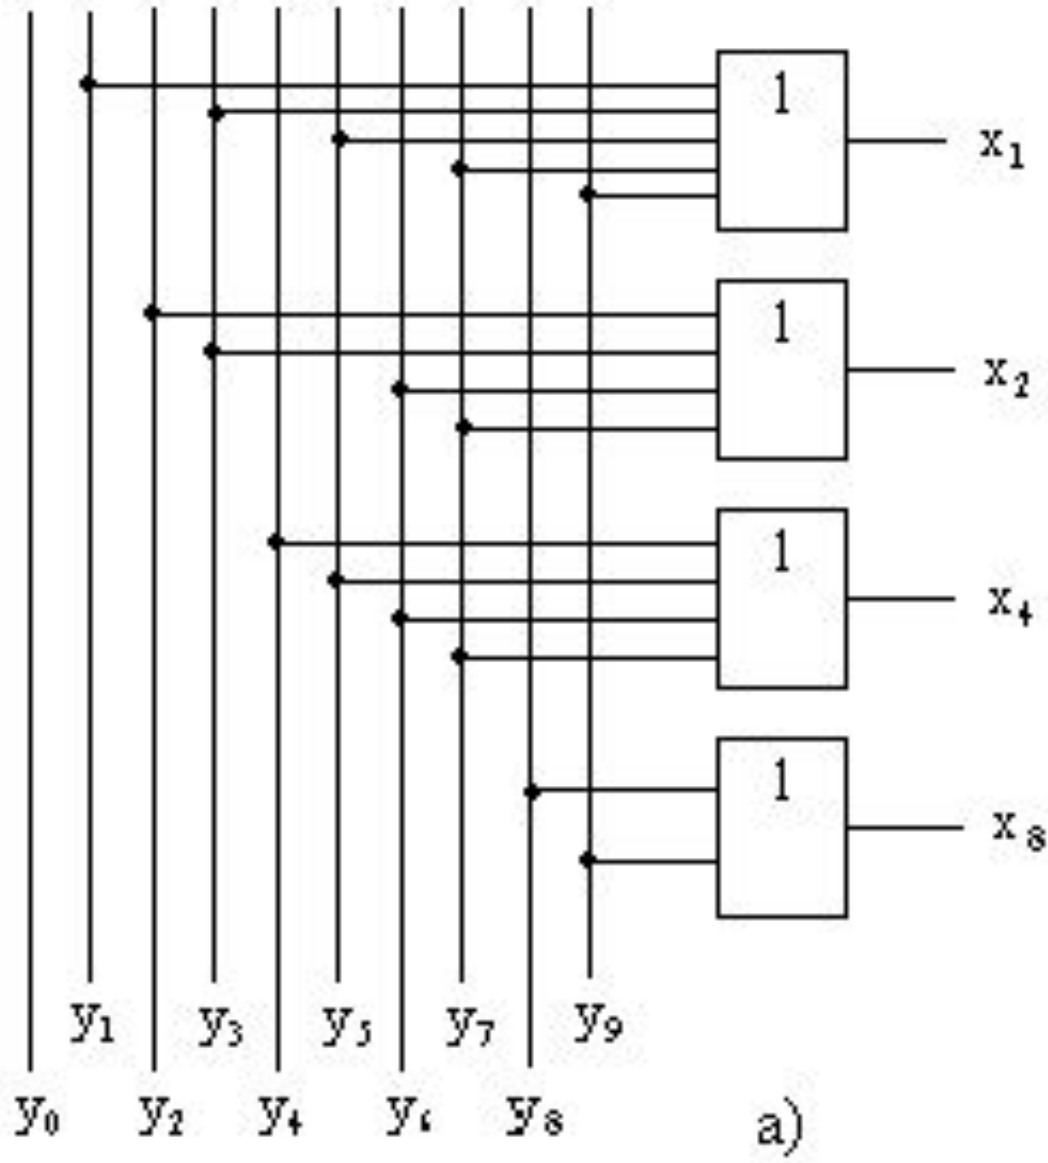 1
x₁
1
x₂
1
x₄
1
x₈
y₁ y₃ y₅ y₇ y₉
y₀ y₂ y₄ y₆ y₈ a)